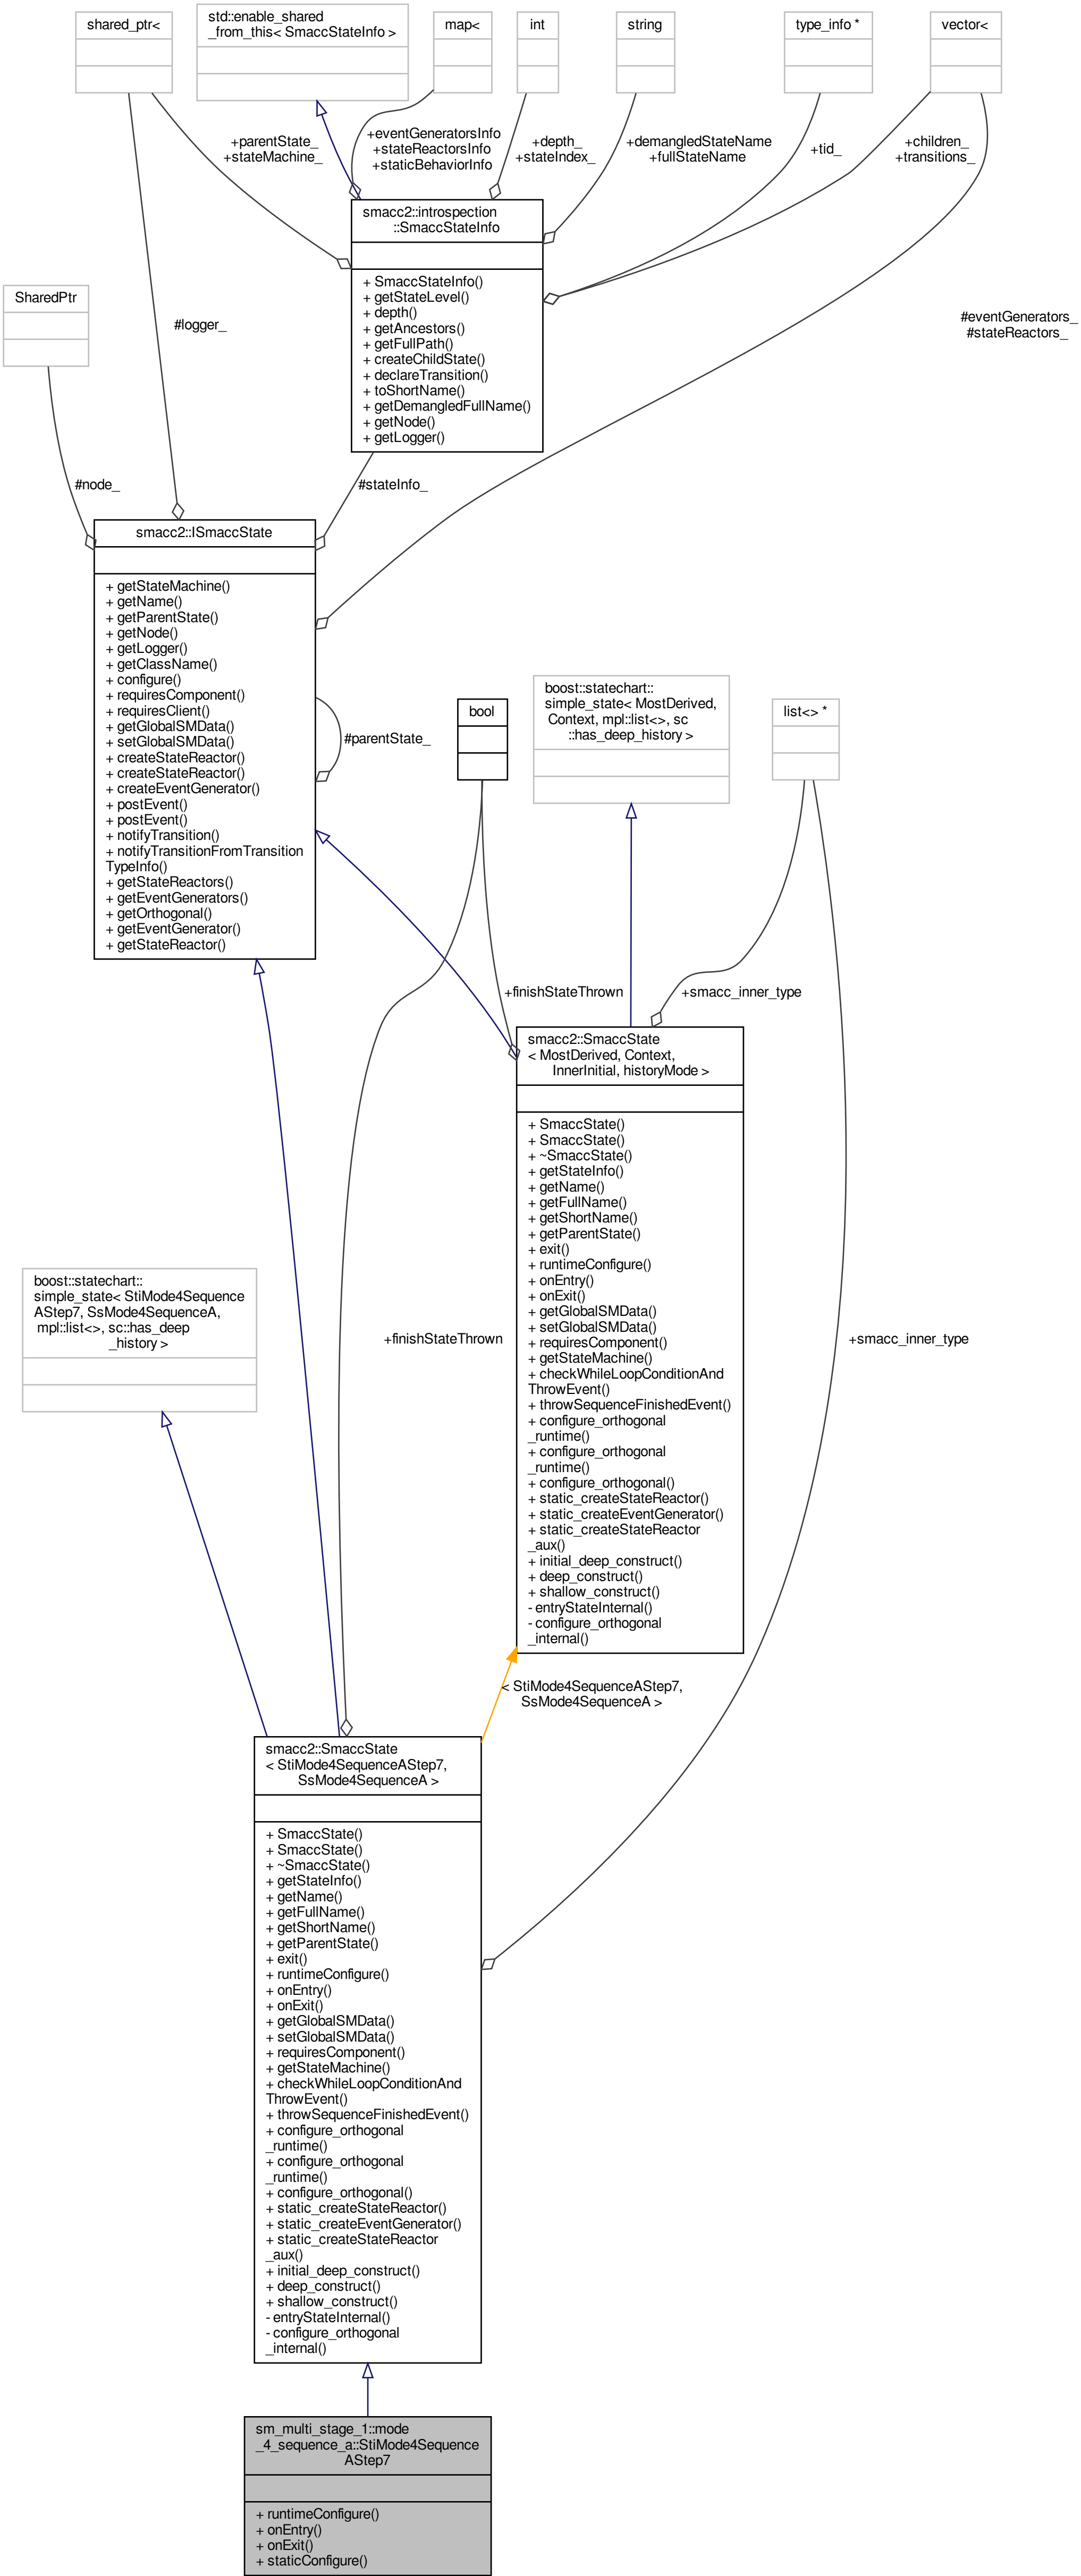 shared_ptr<
std::enable_shared
_from_this< SmaccStateInfo >
map<
int
string
type_info *
vector<
+parentState_
+stateMachine_
+eventGeneratorsInfo
+stateReactorsInfo
+staticBehaviorInfo
+depth_
+stateIndex_
+demangledStateName
+fullStateName
+tid_
+children_
+transitions_
smacc2::introspection
::SmaccStateInfo
+ SmaccStateInfo()
+ getStateLevel()
+ depth()
+ getAncestors()
+ getFullPath()
+ createChildState()
+ declareTransition()
+ toShortName()
+ getDemangledFullName()
+ getNode()
+ getLogger()
SharedPtr
#logger_
#eventGenerators_
#stateReactors_
#node_
#stateInfo_
smacc2::ISmaccState
+ getStateMachine()
+ getName()
+ getParentState()
+ getNode()
+ getLogger()
+ getClassName()
+ configure()
+ requiresComponent()
+ requiresClient()
+ getGlobalSMData()
+ setGlobalSMData()
+ createStateReactor()
+ createStateReactor()
+ createEventGenerator()
+ postEvent()
+ postEvent()
+ notifyTransition()
+ notifyTransitionFromTransition
TypeInfo()
+ getStateReactors()
+ getEventGenerators()
+ getOrthogonal()
+ getEventGenerator()
+ getStateReactor()
#parentState_
bool
boost::statechart::
simple_state< MostDerived,
Context, mpl::list<>, sc
::has_deep_history >
list<> *
+finishStateThrown
+smacc_inner_type
smacc2::SmaccState
< MostDerived, Context,
InnerInitial, historyMode >
+ SmaccState()
+ SmaccState()
+ ~SmaccState()
+ getStateInfo()
+ getName()
+ getFullName()
+ getShortName()
+ getParentState()
+ exit()
+ runtimeConfigure()
+ onEntry()
+ onExit()
+ getGlobalSMData()
+ setGlobalSMData()
+ requiresComponent()
+ getStateMachine()
+ checkWhileLoopConditionAnd
ThrowEvent()
+ throwSequenceFinishedEvent()
+ configure_orthogonal
_runtime()
+ configure_orthogonal
_runtime()
+ configure_orthogonal()
+ static_createStateReactor()
+ static_createEventGenerator()
+ static_createStateReactor
_aux()
+ initial_deep_construct()
+ deep_construct()
+ shallow_construct()
- entryStateInternal()
- configure_orthogonal
_internal()
boost::statechart::
simple_state< StiMode4Sequence
AStep7, SsMode4SequenceA,
mpl::list<>, sc::has_deep
_history >
+finishStateThrown
+smacc_inner_type
< StiMode4SequenceAStep7,
SsMode4SequenceA >
smacc2::SmaccState
< StiMode4SequenceAStep7,
SsMode4SequenceA >
+ SmaccState()
+ SmaccState()
+ ~SmaccState()
+ getStateInfo()
+ getName()
+ getFullName()
+ getShortName()
+ getParentState()
+ exit()
+ runtimeConfigure()
+ onEntry()
+ onExit()
+ getGlobalSMData()
+ setGlobalSMData()
+ requiresComponent()
+ getStateMachine()
+ checkWhileLoopConditionAnd
ThrowEvent()
+ throwSequenceFinishedEvent()
+ configure_orthogonal
_runtime()
+ configure_orthogonal
_runtime()
+ configure_orthogonal()
+ static_createStateReactor()
+ static_createEventGenerator()
+ static_createStateReactor
_aux()
+ initial_deep_construct()
+ deep_construct()
+ shallow_construct()
- entryStateInternal()
- configure_orthogonal
_internal()
sm_multi_stage_1::mode
_4_sequence_a::StiMode4Sequence
AStep7
+ runtimeConfigure()
+ onEntry()
+ onExit()
+ staticConfigure()